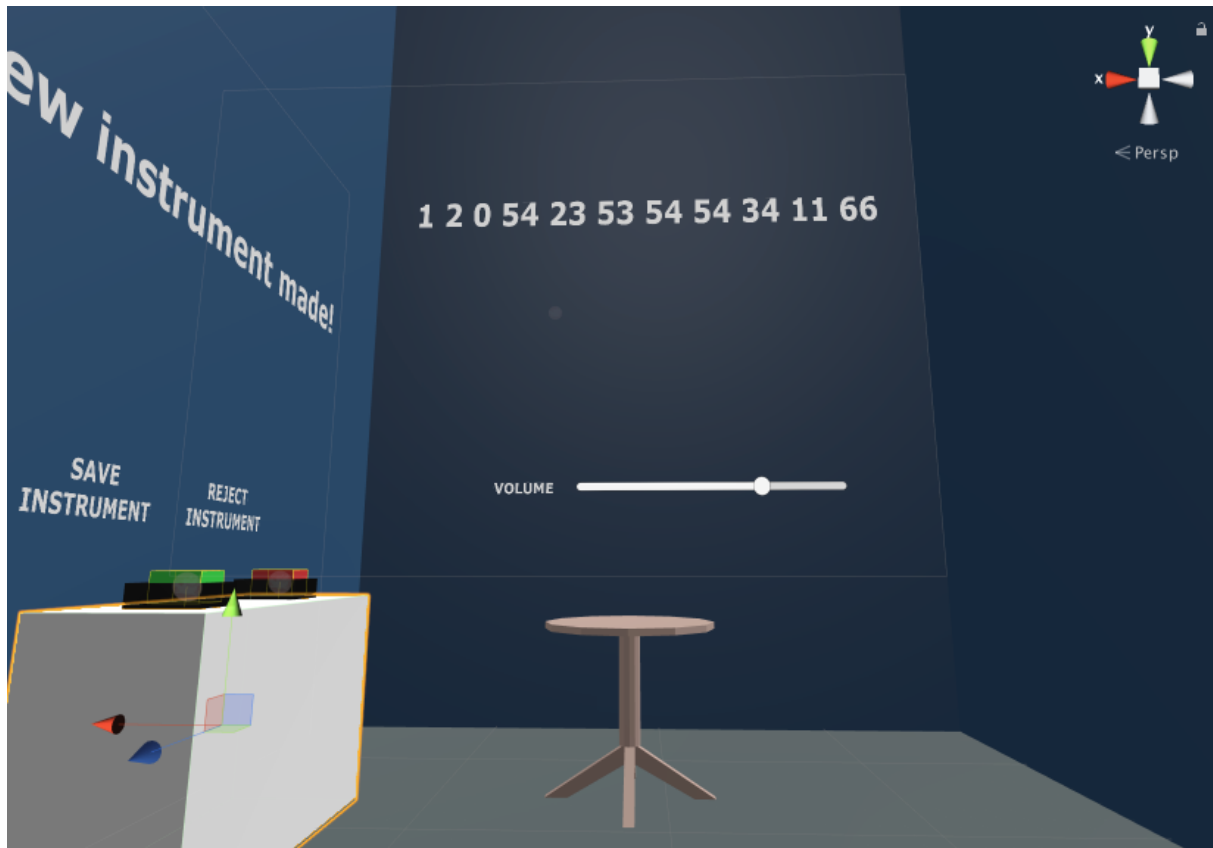 ew instrument made!
1 2 0 54 23 53 54 54 34 11 66
SAVE
INSTRUMENT
REJECT
INSTRUMENT
VOLUME
y
x
< Persp